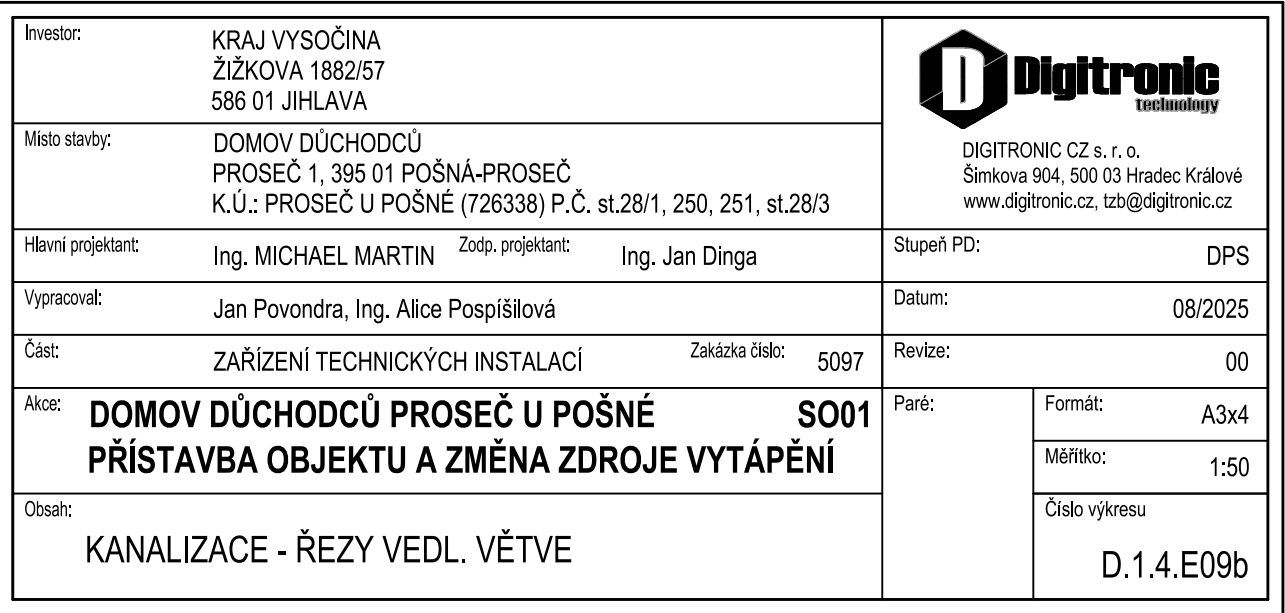 Investor:
KRAJ VYSOČINA
ŽIŽKOVA 1882/57
586 01 JIHLAVA
Digitronic
technology
DIGITRONIC CZ s. r. o.
Šimkova 904, 500 03 Hradec Králové
www.digitronic.cz, tzb@digitronic.cz
Místo stavby:
DOMOV DŮCHODCŮ
PROSEČ 1, 395 01 POŠNÁ-PROSEČ
K.Ú.: PROSEČ U POŠNÉ (726338) P.Č. st.28/1, 250, 251, st.28/3
Hlavní projektant: Ing. MICHAEL MARTIN Zodp. projektant: Ing. Jan Dinga
Stupeň PD: DPS
Vypracoval: Jan Povondra, Ing. Alice Pospíšilová
Datum: 08/2025
Část: ZAŘÍZENÍ TECHNICKÝCH INSTALACÍ Zakázka číslo: 5097
Revize: 00
Akce: DOMOV DŮCHODCŮ PROSEČ U POŠNÉ SO01
PŘÍSTAVBA OBJEKTU A ZMĚNA ZDROJE VYTÁPĚNÍ
Paré:
Formát: A3x4
Měřítko: 1:50
Obsah:
KANALIZACE - ŘEZY VEDL. VĚTVE
Číslo výkresu
D.1.4.E09b